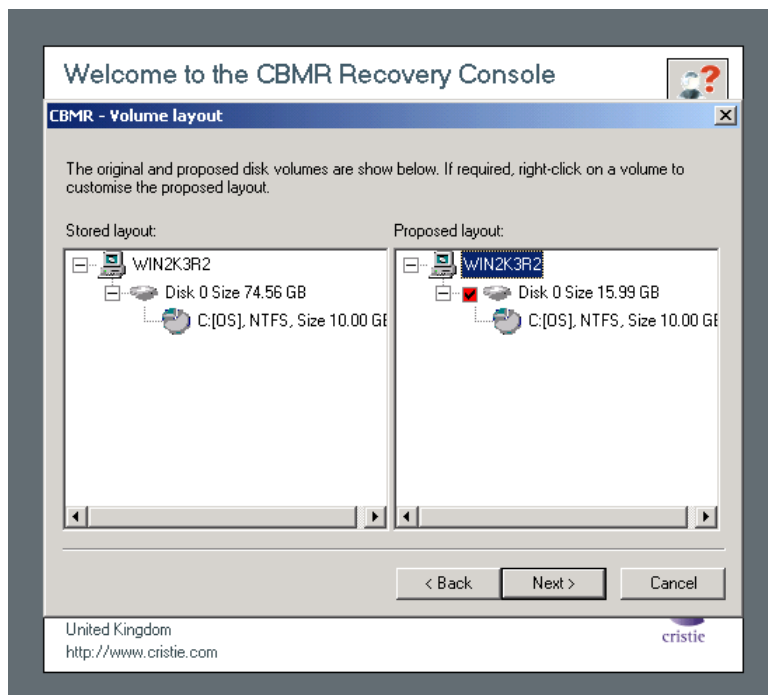 Welcome to the CBMR Recovery Console
CBMR - Volume layout
The original and proposed disk volumes are show below. If required, right-click on a volume to
customise the proposed layout.
Stored layout:
Proposed layout:
WIN2K3R2
Disk 0 Size 74.56 GB
C:[OS], NTFS, Size 10.00 GB
WIN2K3R2
Disk 0 Size 15.99 GB
C:[OS], NTFS, Size 10.00 GB
< Back
Next >
Cancel
United Kingdom
http://www.cristie.com
cristie